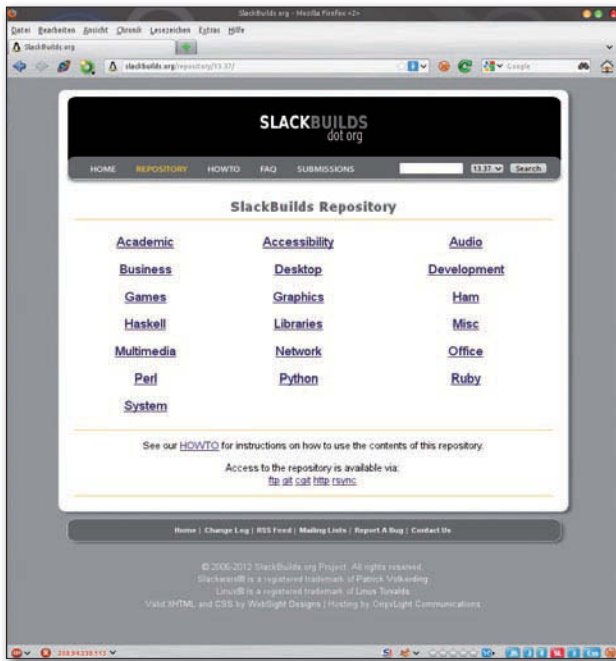 SlackBuilds.org - Mozilla Firefox <2>
Datei Bearbeiten Ansicht Chronik Lesezeichen Extras Hilfe
SlackBuilds.org
slackbuilds.org/repository/13.37/ Google
SLACKBUILDS
dot org
HOME REPOSITORY HOWTO FAQ SUBMISSIONS 13.37 Search
SlackBuilds Repository
Academic Accessibility Audio
Business Desktop Development
Games Graphics Ham
Haskell Libraries Misc
Multimedia Network Office
Perl Python Ruby
System
See our HOWTO for instructions on how to use the contents of this repository.
Access to the repository is available via:
ftp git cgit http rsync
Home | Change Log | RSS Feed | Mailing Lists | Report A Bug | Contact Us
© 2006-2012 SlackBuilds.org Project. All rights reserved.
Slackware® is a registered trademark of Patrick Volkerding
Linux® is a registered trademark of Linus Torvalds
Valid XHTML and CSS by WebSight Designs | Hosting by OnyxLight Communications